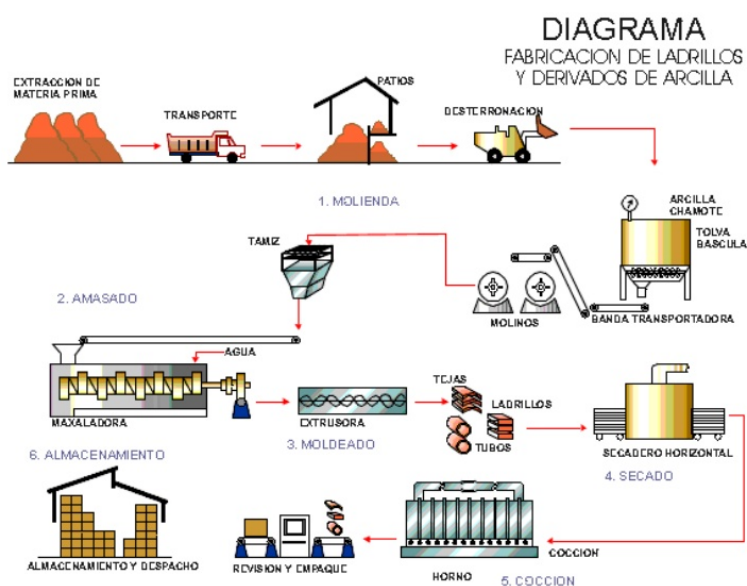 DIAGRAMA
FABRICACION DE LADRILLOS
Y DERIVADOS DE ARCILLA
EXTRACCION DE
MATERIA PRIMA
TRANSPORTE
PATIOS
DESTERRONACION
1. MOLIENDA
ARCILLA
CHAMOTE
TOLVA
BASCULA
TAMIZ
MOLINOS
BANDA TRANSPORTADORA
2. AMASADO
AGUA
MAXALADORA
EXTRUSORA
3. MOLDEADO
TEJAS
LADRILLOS
TUBOS
SECADERO HORIZONTAL
4. SECADO
6. ALMACENAMIENTO
ALMACENAMIENTO Y DESPACHO
REVISION Y EMPAQUE
HORNO
COCCION
5. COCCION